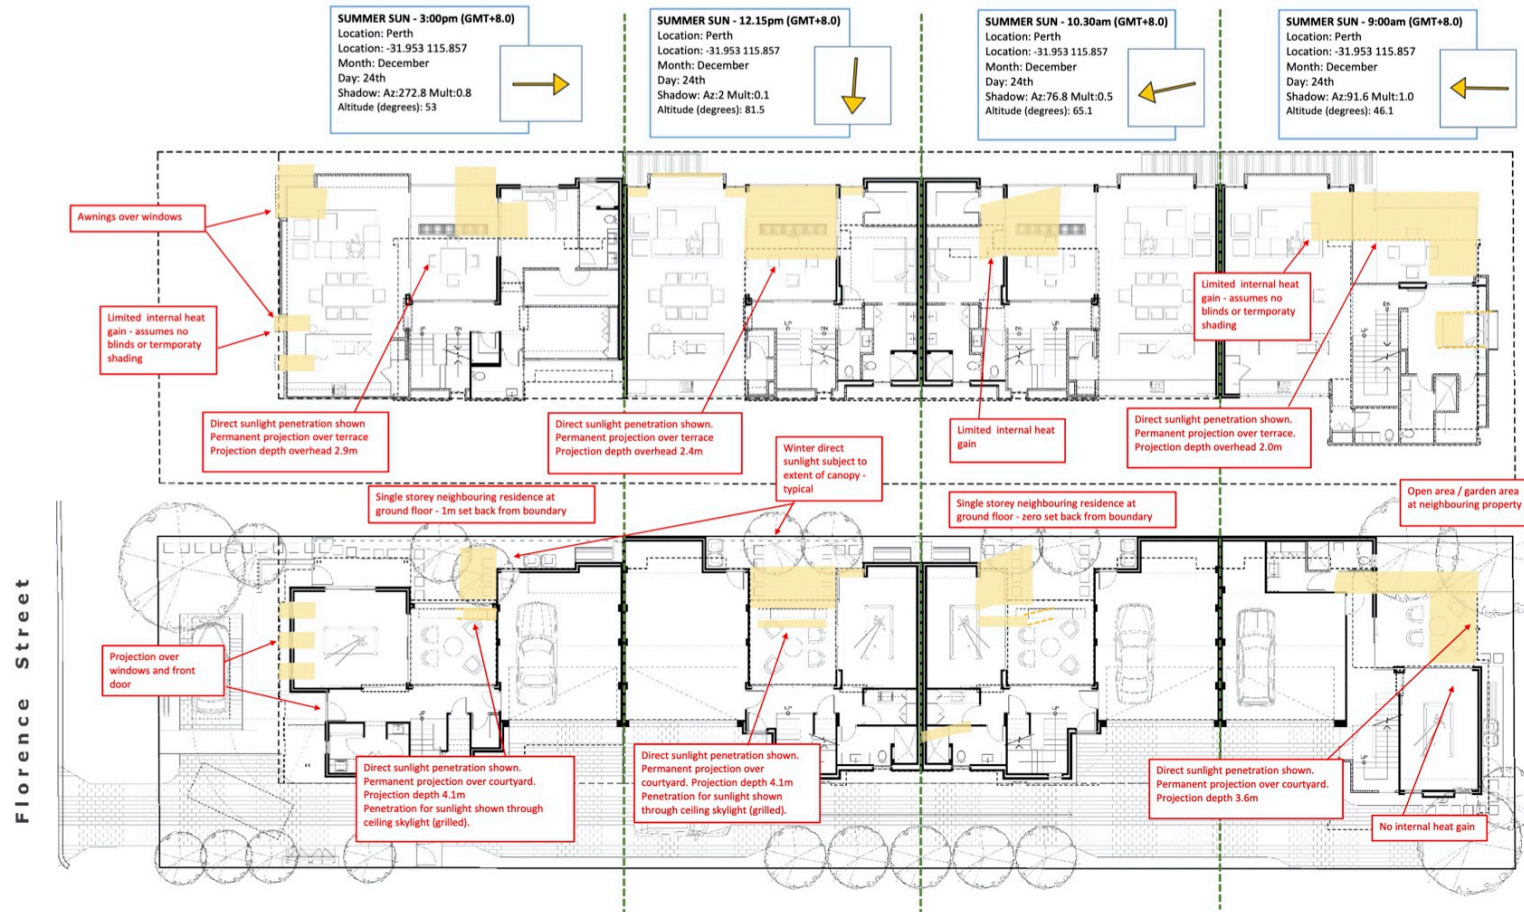 SUMMER SUN - 3:00pm (GMT+8.0)
Location: Perth
Location: -31.953 115.857
Month: December
Day: 24th
Shadow: Az:272.8 Mult:0.8
Altitude (degrees): 53
SUMMER SUN - 12.15pm (GMT+8.0)
Location: Perth
Location: -31.953 115.857
Month: December
Day: 24th
Shadow: Az:2 Mult:0.1
Altitude (degrees): 81.5
SUMMER SUN - 10.30am (GMT+8.0)
Location: Perth
Location: -31.953 115.857
Month: December
Day: 24th
Shadow: Az:76.8 Mult:0.5
Altitude (degrees): 65.1
SUMMER SUN - 9:00am (GMT+8.0)
Location: Perth
Location: -31.953 115.857
Month: December
Day: 24th
Shadow: Az:91.6 Mult:1.0
Altitude (degrees): 46.1
Awnings over windows
Limited internal heat
gain - assumes no
blinds or temporaty
shading
Limited internal heat
gain - assumes no
blinds or temporaty
shading
Direct sunlight penetration shown
Permanent projection over terrace
Projection depth overhead 2.9m
Direct sunlight penetration shown.
Permanent projection over terrace
Projection depth overhead 2.4m
Limited internal heat
gain
Direct sunlight penetration shown.
Permanent projection over terrace.
Projection depth overhead 2.0m
Winter direct
sunlight subject to
extent of canopy -
typical
Single storey neighbouring residence at
ground floor - 1m set back from boundary
Single storey neighbouring residence at
ground floor - zero set back from boundary
Open area / garden area
at neighbouring property
Florence Street
Projection over
windows and front
door
Direct sunlight penetration shown.
Permanent projection over courtyard.
Projection depth 4.1m
Penetration for sunlight shown through
ceiling skylight (grilled).
Direct sunlight penetration shown.
Permanent projection over
courtyard. Projection depth 4.1m
Penetration for sunlight shown
through ceiling skylight (grilled).
Direct sunlight penetration shown.
Permanent projection over courtyard.
Projection depth 3.6m
No internal heat gain